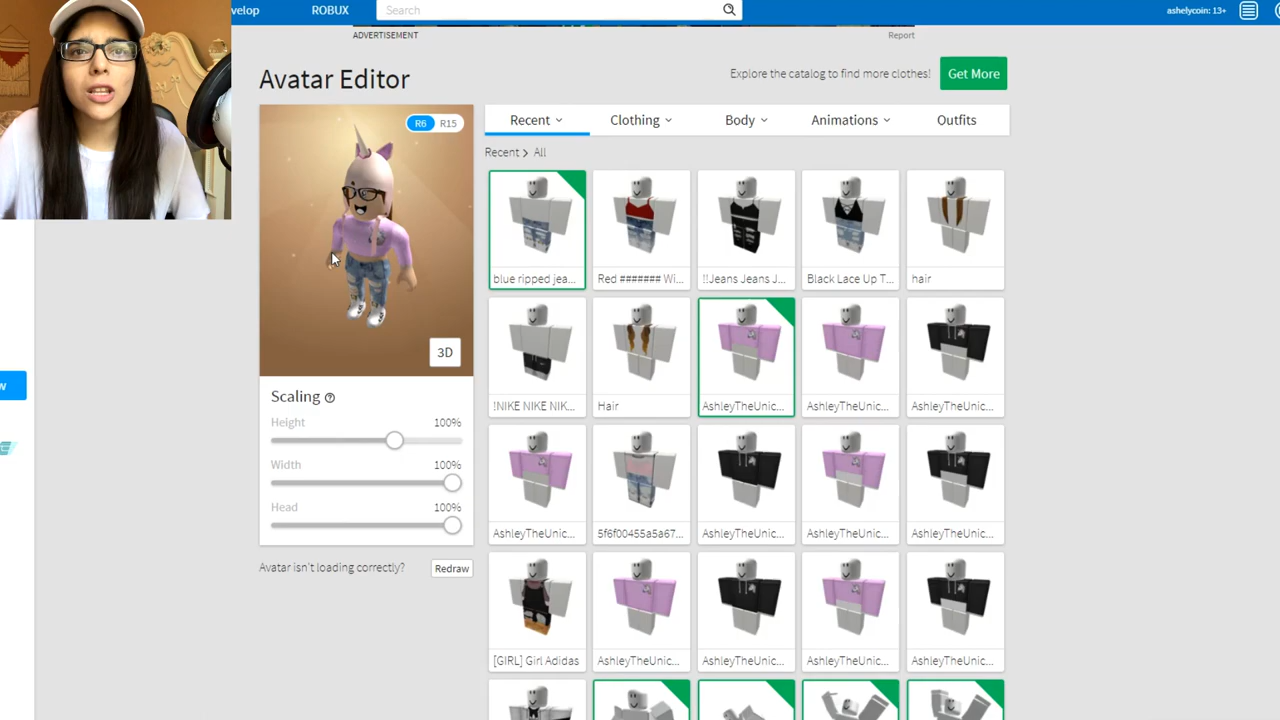 velop
ROBUX
Search
ashelycoin: 13+
ADVERTISEMENT
Report
Avatar Editor
Explore the catalog to find more clothes!
Get More
R6
R15
3D
Recent
Clothing
Body
Animations
Outfits
Recent > All
blue ripped jea...
Red ####### Wi...
!!Jeans Jeans J...
Black Lace Up T...
hair
!NIKE NIKE NIK...
Hair
AshleyTheUnic...
AshleyTheUnic...
AshleyTheUnic...
AshleyTheUnic...
5f6f00455a5a67...
AshleyTheUnic...
AshleyTheUnic...
AshleyTheUnic...
[GIRL] Girl Adidas
AshleyTheUnic...
AshleyTheUnic...
AshleyTheUnic...
AshleyTheUnic...
Scaling
Height 100%
Width 100%
Head 100%
Avatar isn't loading correctly?
Redraw
w